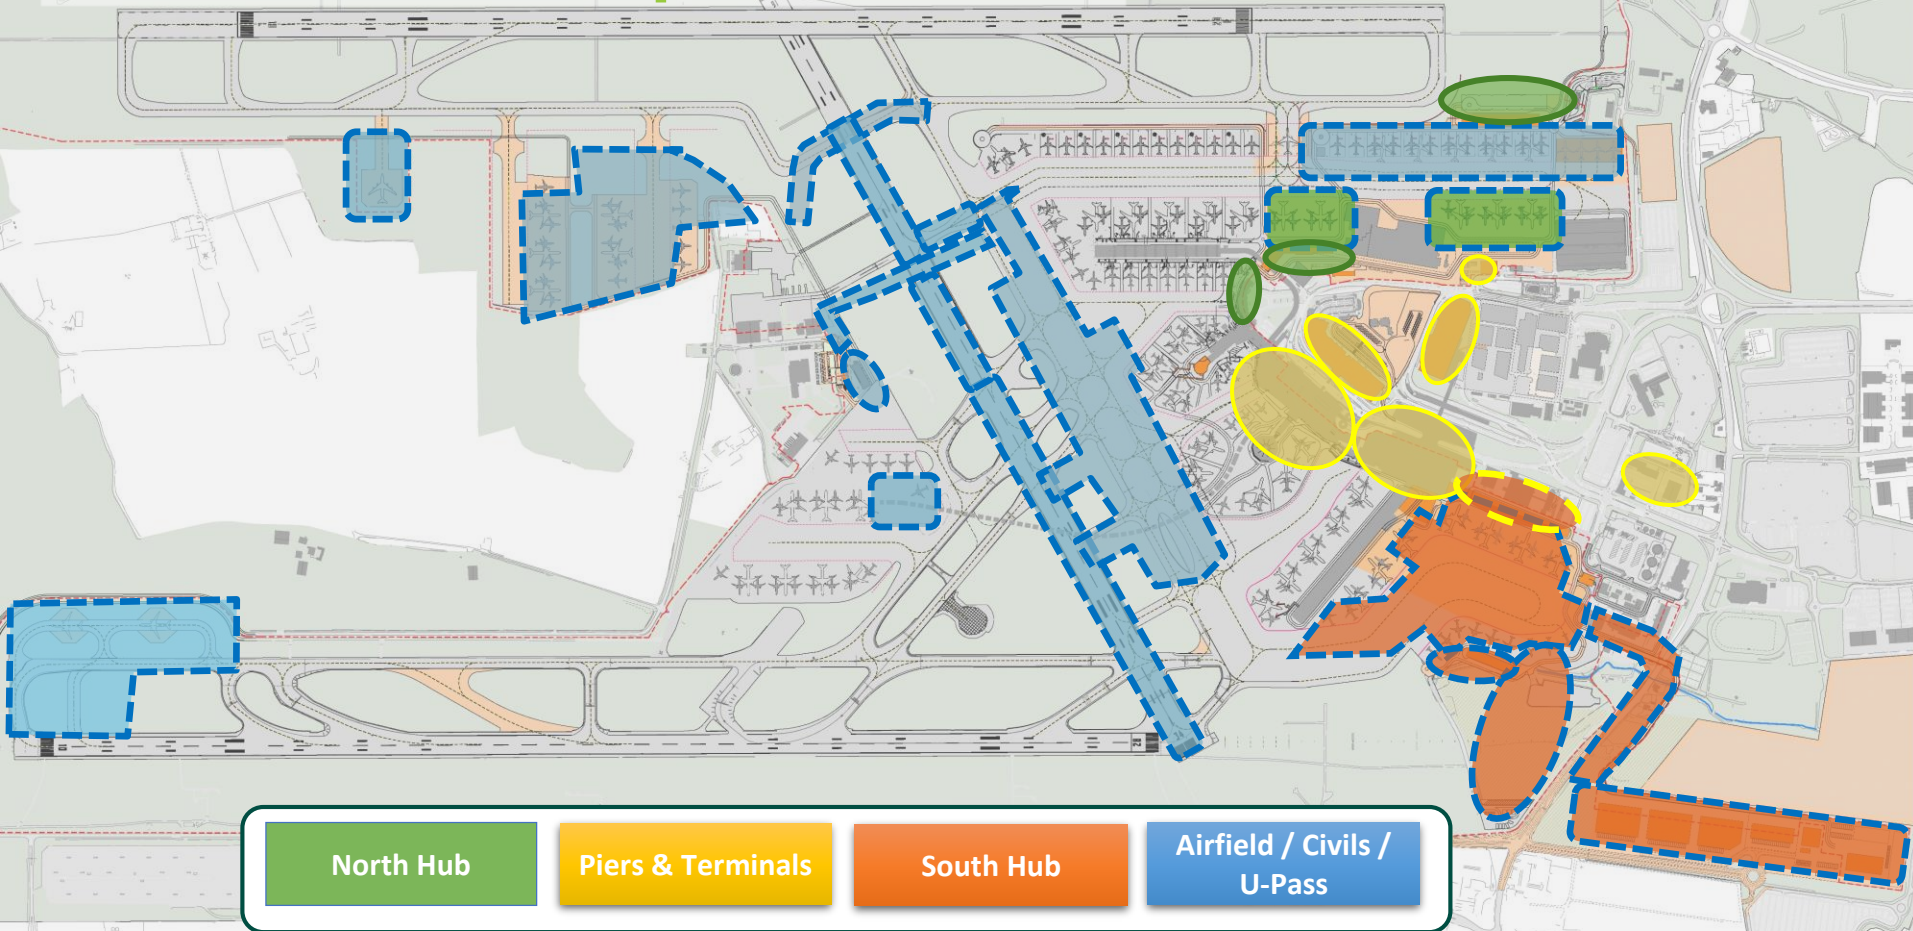 North Hub
Piers & Terminals
South Hub
Airfield / Civils /
U-Pass